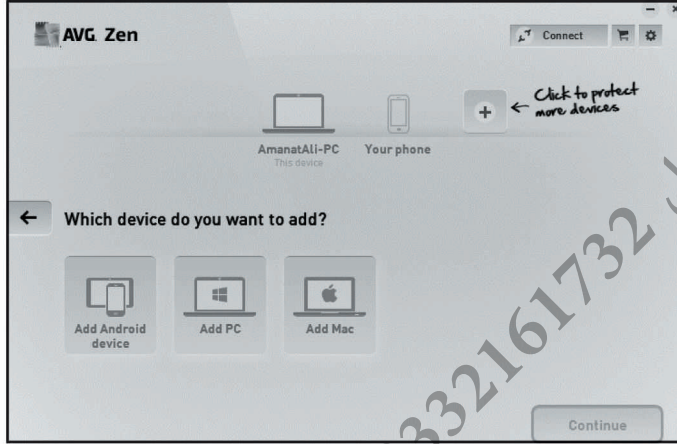 AVG. Zen
Connect
Click to protect
more devices
AmanatAli-PC
This device
Your phone
Which device do you want to add?
Add Android
device
Add PC
Add Mac
332161732
Continue